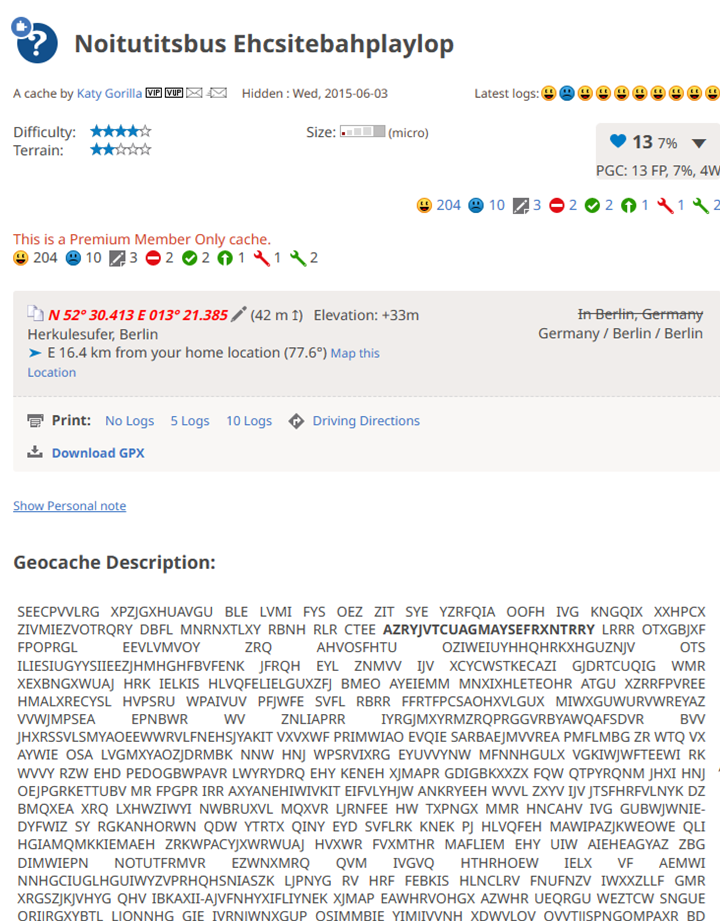 Noitutitsbus Ehcsitebahplaylop
A cache by Katy Gorilla VIP VUP Hidden : Wed, 2015-06-03 Latest logs:
Difficulty: Size: (micro)
Terrain:
13 7%
PGC: 13 FP, 7%, 4W
204 10 3 2 2 1 1 2
This is a Premium Member Only cache.
204 10 3 2 2 1 1 2
N 52° 30.413 E 013° 21.385 (42 m ↥) Elevation: +33m In Berlin, Germany
Herkulesufer, Berlin Germany / Berlin / Berlin
E 16.4 km from your home location (77.6°) Map this
Location
Print: No Logs 5 Logs 10 Logs Driving Directions
Download GPX
Show Personal note
Geocache Description:
SEECPVVLRG XPZJGXHUAVGU BLE LVMI FYS OEZ ZIT SYE YZRFQIA OOFH IVG KNGQIX XXHPCX
ZIVMIEZVOTRQRY DBFL MNRNXTLXY RBNH RLR CTEE AZRYJVTCUAGMAYSEFRXNTRRY LRRR OTXGBJXF
FPOPRGL EEVLVMVOY ZRQ AHVOSFHTU OZIWEIUYHHQHRKXHGUZNJV OTS
ILIESIUGYYSIIEEZJHMHGHFBVFENK JFRQH EYL ZNMVV IJV XCYCWSTKECAZI GJDRTCUQIG WMR
XEXBNGXWUAJ HRK IELKIS HLVQFELIELGUXZFJ BMEO AYEIEMM MNXIXHLETEOHR ATGU XZRRFPVREE
HMALXRECYSL HVPSRU WPAIVUV PFJWFE SVFL RBRR FFRTFPCSAOHXVLGUX MIWXGUWURVWREYAZ
VVWJMPSEA EPNBWR WV ZNLIAPRR IYRGJMXYRMZRQPRGGVRBYAWQAFSDVR BVV
JHXRSSVLSMYAOEEWWRVLFNEHSJYAKIT VXVXWF PRIMWIAO EVQIE SARBAEJMVVREA PMFLMBG ZR WTQ VX
AYWIE OSA LVGMXYAOZJDRMBK NNW HNJ WPSRVIXRG EYUVVYNW MFNNHGULX VGKIWJWFTEEWI RK
WWVY RZW EHD PEDOGBWPAVR LWYRYDRQ EHY KENEH XJMAPR GDIGBKXXZX FQW QTPYRQNM JHXI HNJ
OEJPGRKETTUBV MR FPGPR IRR AXYANEHIWIVKIT EIFVLYHJW ANKRYEEH WVVL ZXYV IJV JTSFHRFVLNYK DZ
BMQXEA XRQ LXHWZIWYI NWBRUXVL MQXVR LJRNFEE HW TXPNGX MMR HNCAHV IVG GUBWJWNIE-
DYFWIZ SY RGKANHORWN QDW YTRTX QINY EYD SVFLRK KNEK PJ HLVQFEH MAWIPAZJKWEOWE QLI
HGIAMQMKKIEMAEH ZRKWPACYJXWRWUAJ HVXWR FVXMTHR MAFLIEM EHY UIW AIEHEAGYAZ ZBG
DIMWIEPN NOTUTFRMVR EZWNXMRQ QVM IVGVQ HTHRHOEW IELX VF AEMWI
NNHGCIUGLHGUIWYZVPRHQHSNIASZK LJPNYG RV HRF FEBKIS HLNCLRV FNUFNZV IWXXZLLF GMR
XRGSZJKJVHYG QHV IBKAXII-AJVFNHYXIFLIYNEK XJMAP EAWHRVOHGX AZWHR UEQRGU WEZTCW SNGUE